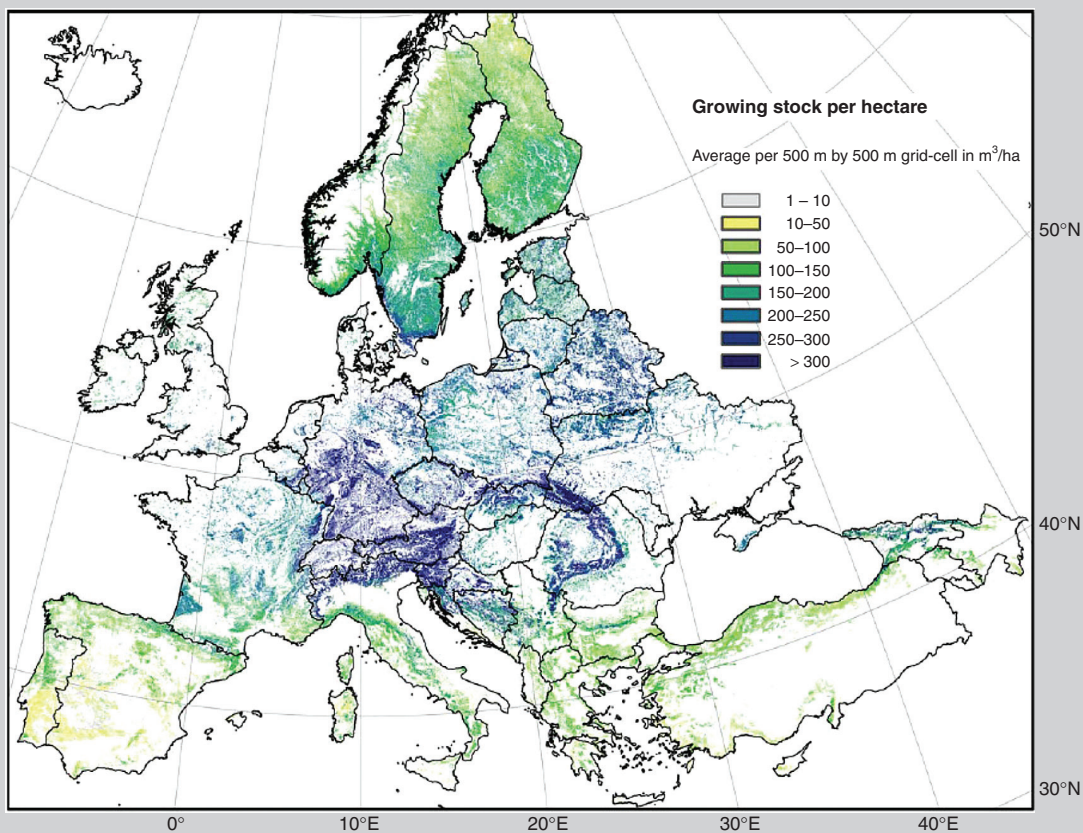 Growing stock per hectare
Average per 500 m by 500 m grid-cell in m³/ha
1 – 10
10–50
50–100
100–150
150–200
200–250
250–300
> 300
50°N
40°N
30°N
0°
10°E
20°E
30°E
40°E